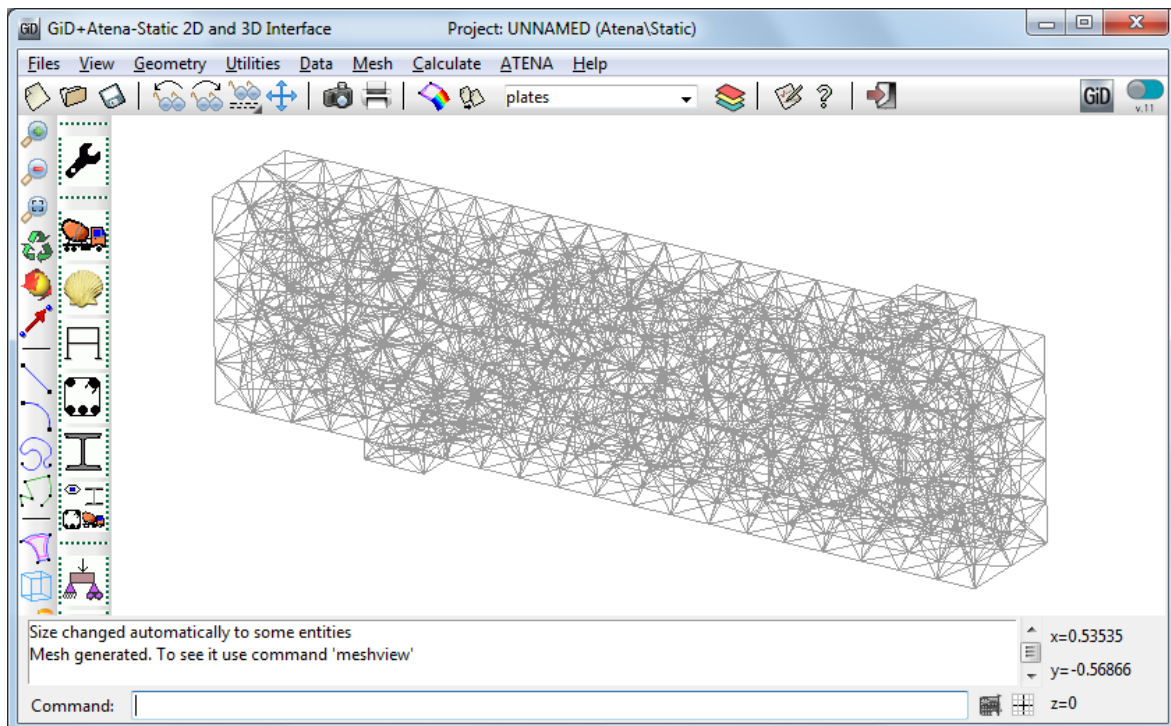 GiD GiD+Atena-Static 2D and 3D Interface Project: UNNAMED (Atena\Static)
Files View Geometry Utilities Data Mesh Calculate ATENA Help
plates GiD v.11
Size changed automatically to some entities
Mesh generated. To see it use command 'meshview'
x=0.53535
y=-0.56866
Command: z=0